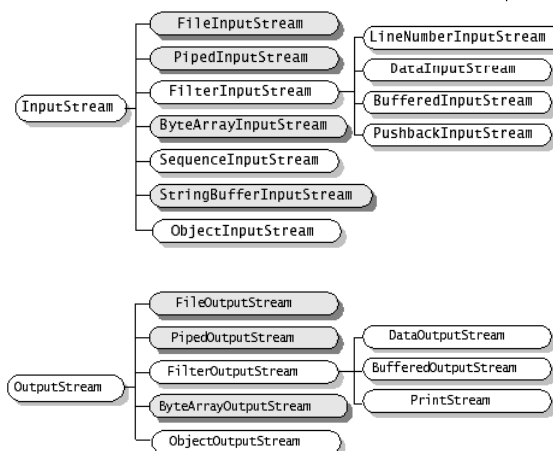 FileInputStream
LineNumberInputStream
PipedInputStream
DataInputStream
FilterInputStream
BufferedInputStream
InputStream
ByteArrayInputStream
PushbackInputStream
SequenceInputStream
StringBufferInputStream
ObjectInputStream
FileOutputStream
PipedOutputStream
DataOutputStream
FilterOutputStream
BufferedOutputStream
OutputStream
ByteArrayOutputStream
PrintStream
ObjectOutputStream